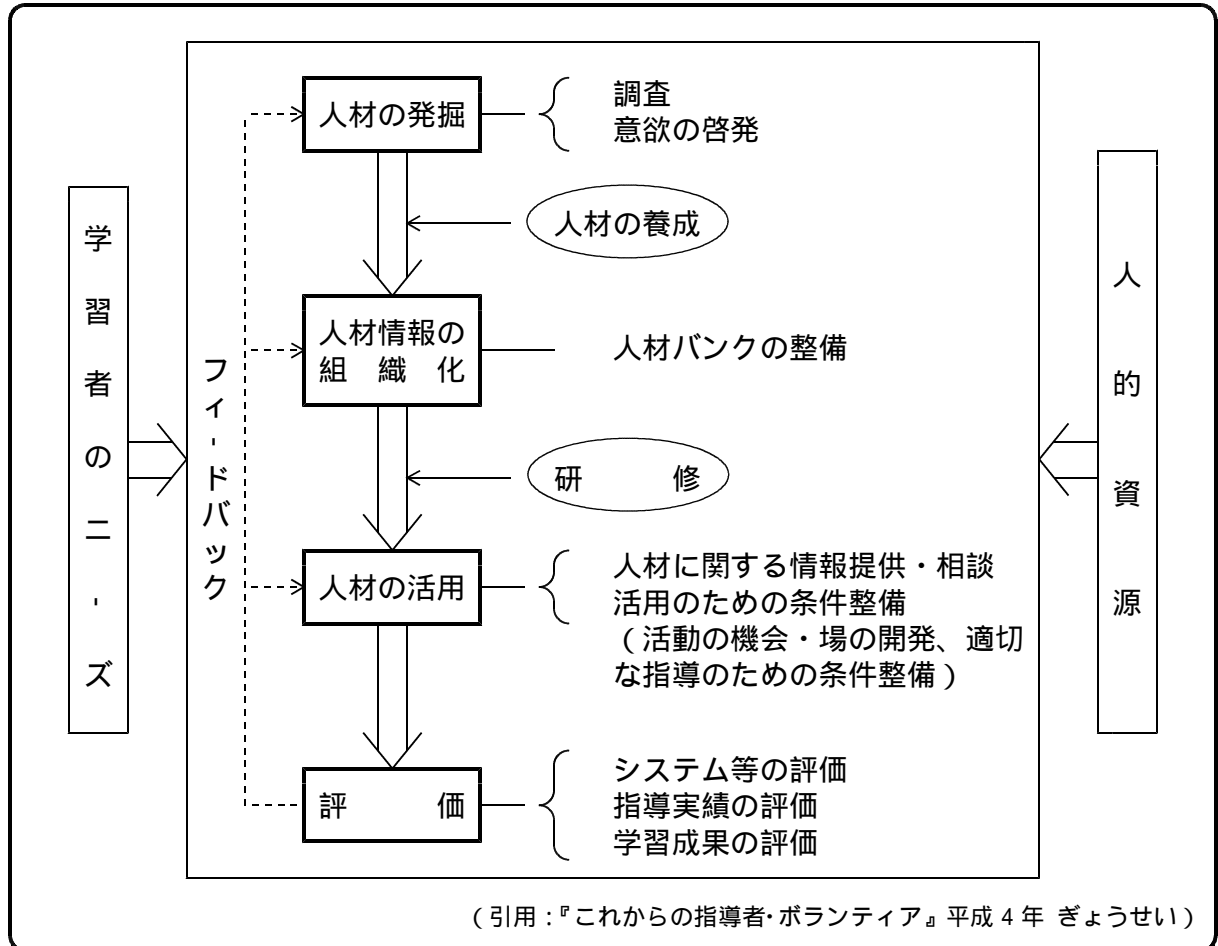 人材の発掘
調査
意欲の啓発
人材の養成
人材情報の
組　織　化
人材バンクの整備
研　　　修
人材の活用
人材に関する情報提供・相談
活用のための条件整備
（活動の機会・場の開発、適切
な指導のための条件整備）
評　　　価
システム等の評価
指導実績の評価
学習成果の評価
フィ-ドバック
学習者のニ-ズ
人的資源
（引用：『これからの指導者・ボランティア』平成４年 ぎょうせい）